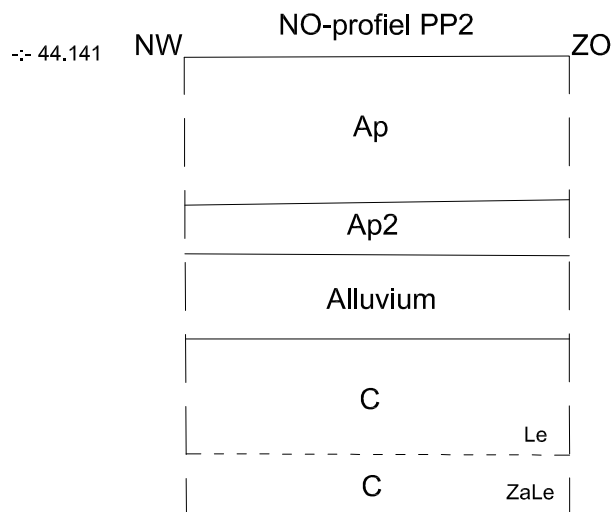 NO-profiel PP2
-:- 44.141 NW ZO
Ap
Ap2
Alluvium
C
Le
C ZaLe